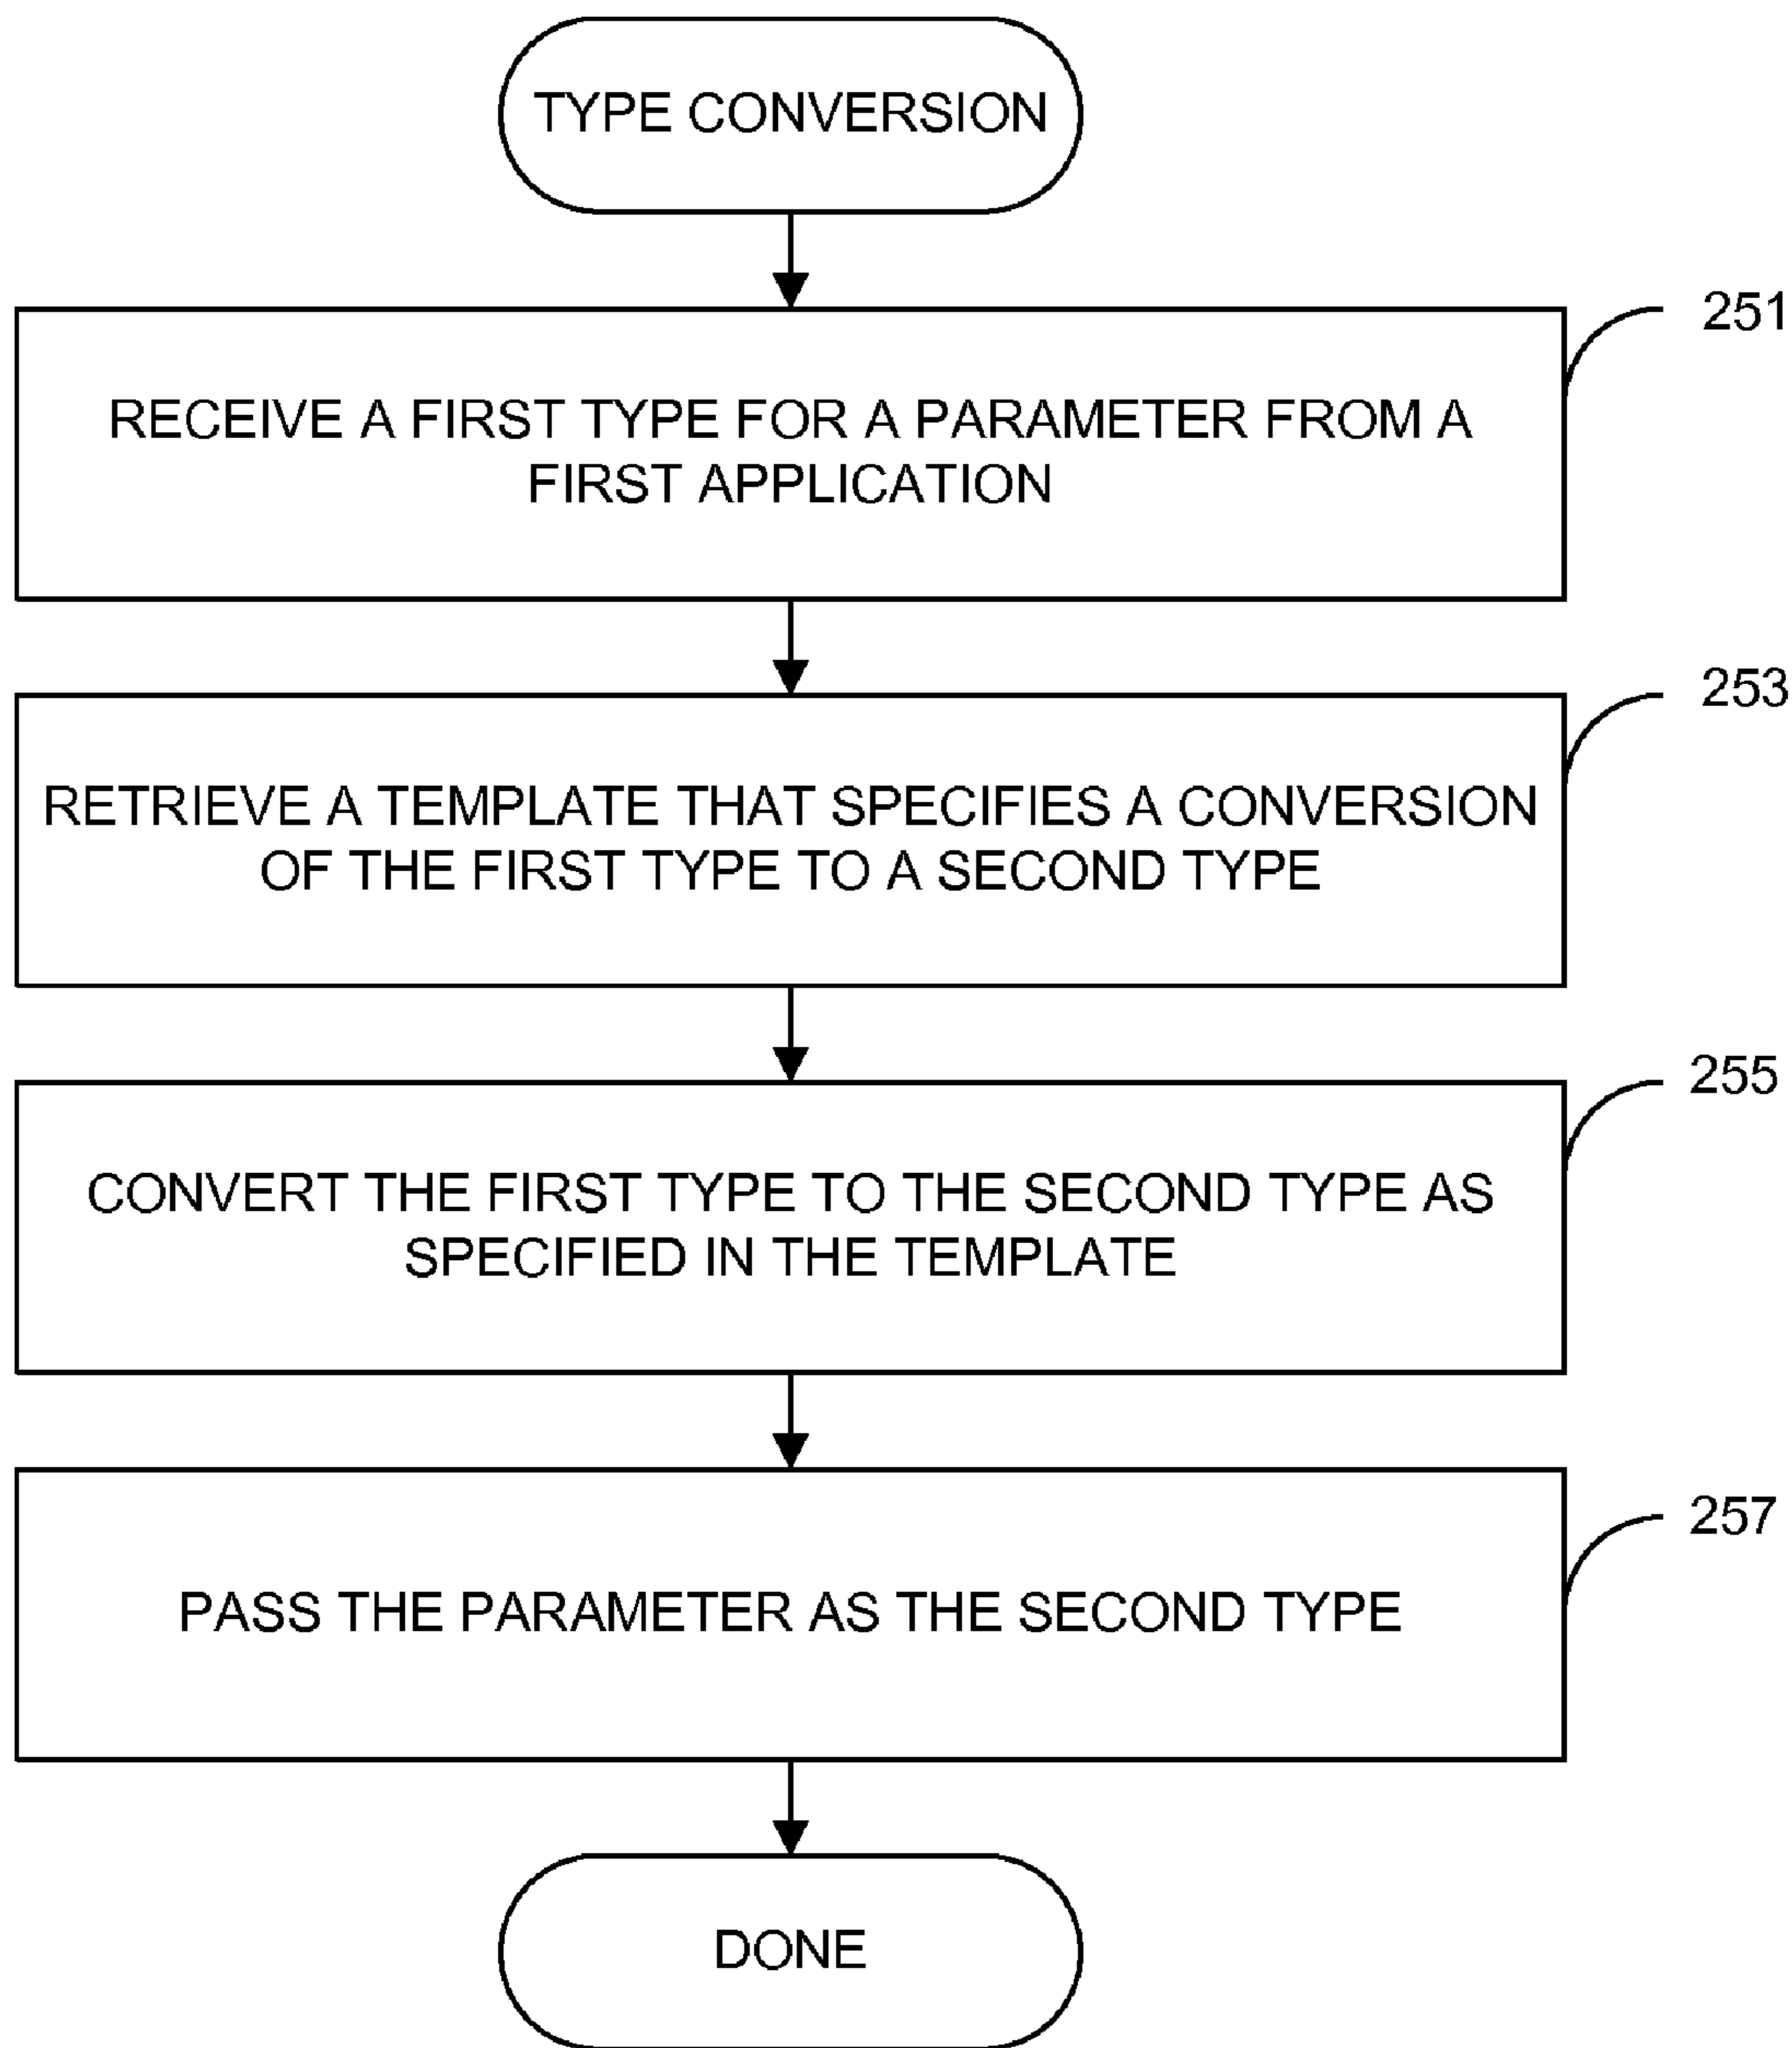 TYPE CONVERSION
251
RECEIVE A FIRST TYPE FOR A PARAMETER FROM A
FIRST APPLICATION
253
RETRIEVE A TEMPLATE THAT SPECIFIES A CONVERSION
OF THE FIRST TYPE TO A SECOND TYPE
255
CONVERT THE FIRST TYPE TO THE SECOND TYPE AS
SPECIFIED IN THE TEMPLATE
257
PASS THE PARAMETER AS THE SECOND TYPE
DONE